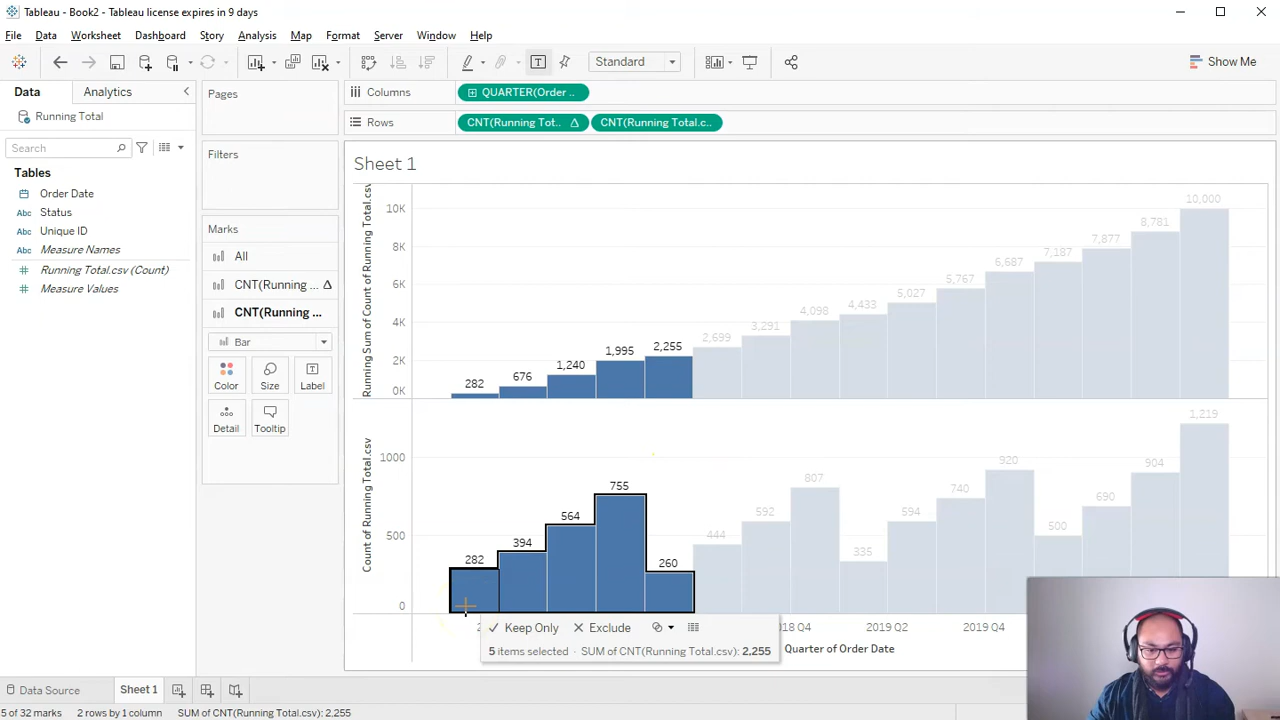 Tableau - Book2 - Tableau license expires in 9 days
File Data Worksheet Dashboard Story Analysis Map Format Server Window Help
Standard
Show Me
Data Analytics
Running Total
Search
Tables
Order Date
Status
Unique ID
Measure Names
Running Total.csv (Count)
Measure Values
Pages
Filters
Marks
All
CNT(Running ...
CNT(Running ...
Bar
Color Size Label
Detail Tooltip
Columns QUARTER(Order ..
Rows CNT(Running Tot.. CNT(Running Total.c..
Sheet 1
Running Sum of Count of Running Total.csv
10K
8K
6K
4K
2K
0K
282 676 1,240 1,995 2,255 2,699 3,291 4,098 4,433 5,027 5,767 6,687 7,187 7,877 8,781 10,000
Count of Running Total.csv
1000
500
0
282 394 564 755 260 444 592 807 335 594 740 920 500 690 904 1,219
018 Q4 2019 Q2 2019 Q4
Quarter of Order Date
Keep Only Exclude
5 items selected · SUM of CNT(Running Total.csv): 2,255
Data Source Sheet 1
5 of 32 marks 2 rows by 1 column SUM of CNT(Running Total.csv): 2,255